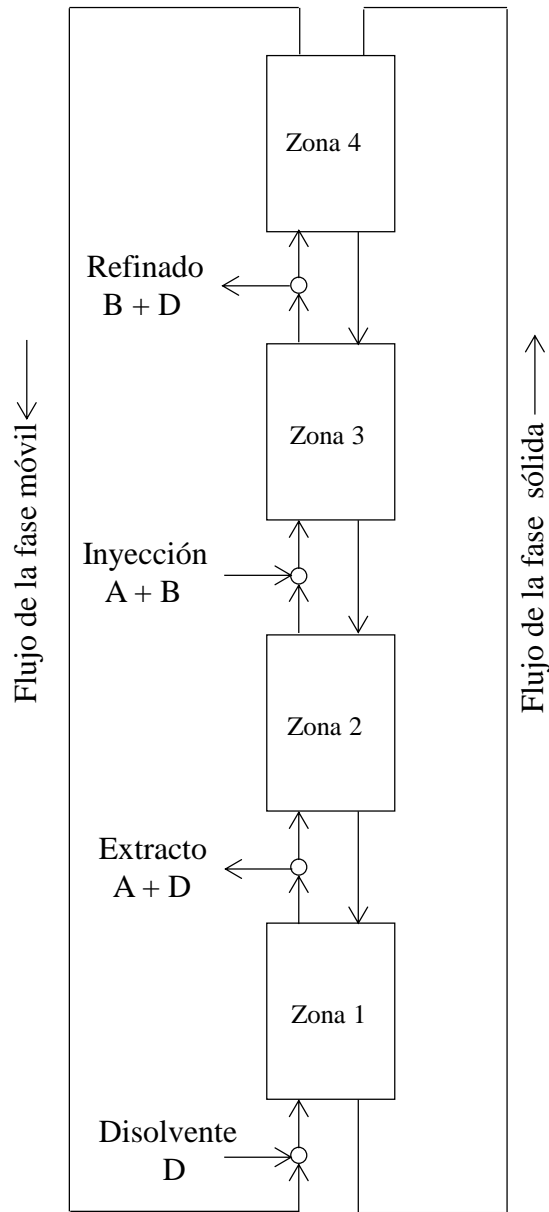 Zona 4
Refinado
B + D
Zona 3
Flujo de la fase móvil
Flujo de la fase sólida
Inyección
A + B
Zona 2
Extracto
A + D
Zona 1
Disolvente
D